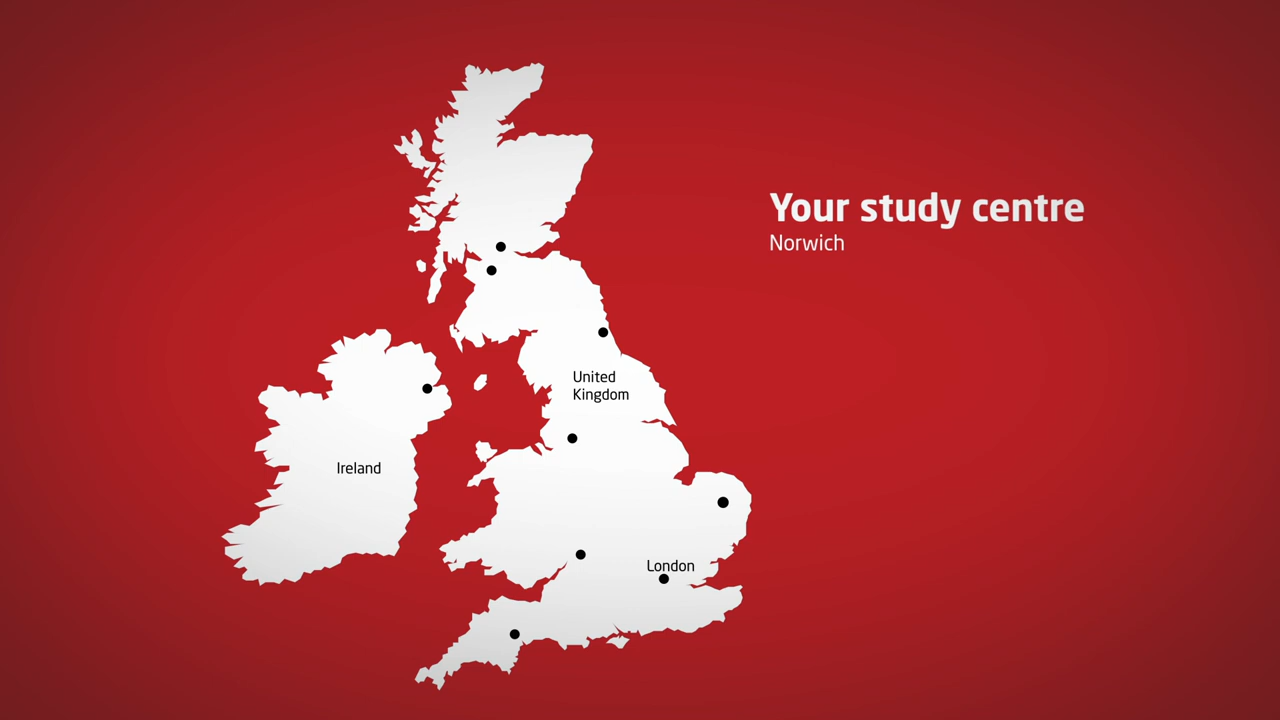 Your study centre
Norwich
United
Kingdom
Ireland
London